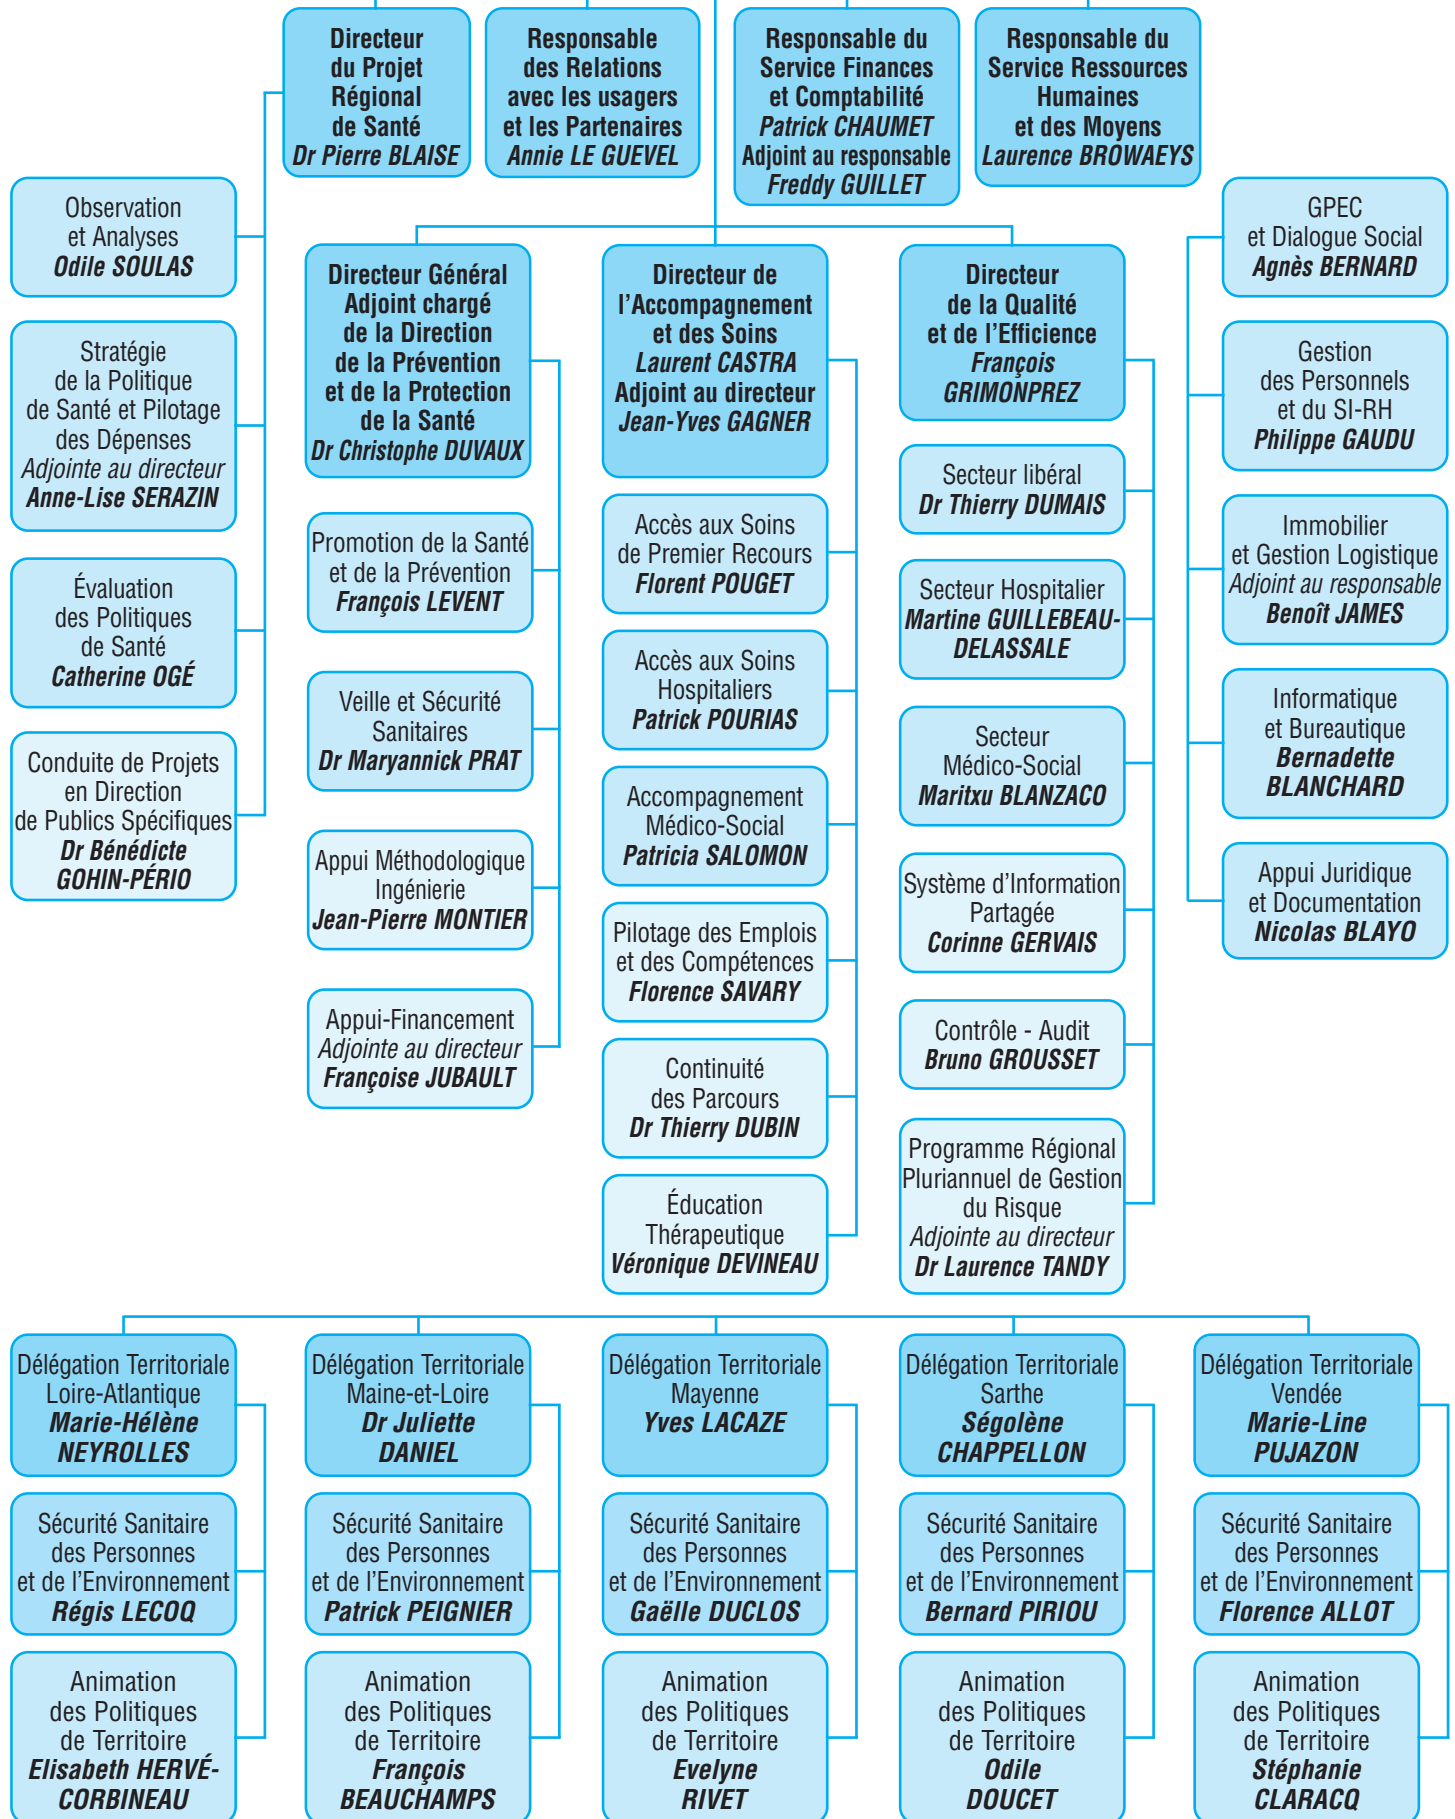 Directeur
du Projet
Régional
de Santé
Dr Pierre BLAISE
Responsable
des Relations
avec les usagers
et les Partenaires
Annie LE GUEVEL
Responsable du
Service Finances
et Comptabilité
Patrick CHAUMET
Adjoint au responsable
Freddy GUILLET
Responsable du
Service Ressources
Humaines
et des Moyens
Laurence BROWAEYS
Observation
et Analyses
Odile SOULAS
Stratégie
de la Politique
de Santé et Pilotage
des Dépenses
Adjointe au directeur
Anne-Lise SERAZIN
Évaluation
des Politiques
de Santé
Catherine OGÉ
Conduite de Projets
en Direction
de Publics Spécifiques
Dr Bénédicte
GOHIN-PÉRIO
Directeur Général
Adjoint chargé
de la Direction
de la Prévention
et de la Protection
de la Santé
Dr Christophe DUVAUX
Promotion de la Santé
et de la Prévention
François LEVENT
Veille et Sécurité
Sanitaires
Dr Maryannick PRAT
Appui Méthodologique
Ingénierie
Jean-Pierre MONTIER
Appui-Financement
Adjointe au directeur
Françoise JUBAULT
Directeur de
l'Accompagnement
et des Soins
Laurent CASTRA
Adjoint au directeur
Jean-Yves GAGNER
Accès aux Soins
de Premier Recours
Florent POUGET
Accès aux Soins
Hospitaliers
Patrick POURIAS
Accompagnement
Médico-Social
Patricia SALOMON
Pilotage des Emplois
et des Compétences
Florence SAVARY
Continuité
des Parcours
Dr Thierry DUBIN
Éducation
Thérapeutique
Véronique DEVINEAU
Directeur
de la Qualité
et de l'Efficience
François
GRIMONPREZ
Secteur libéral
Dr Thierry DUMAIS
Secteur Hospitalier
Martine GUILLEBEAU-
DELASSALE
Secteur
Médico-Social
Maritxu BLANZACO
Système d'Information
Partagée
Corinne GERVAIS
Contrôle - Audit
Bruno GROUSSET
Programme Régional
Pluriannuel de Gestion
du Risque
Adjointe au directeur
Dr Laurence TANDY
GPEC
et Dialogue Social
Agnès BERNARD
Gestion
des Personnels
et du SI-RH
Philippe GAUDU
Immobilier
et Gestion Logistique
Adjoint au responsable
Benoît JAMES
Informatique
et Bureautique
Bernadette
BLANCHARD
Appui Juridique
et Documentation
Nicolas BLAYO
Délégation Territoriale
Loire-Atlantique
Marie-Hélène
NEYROLLES
Délégation Territoriale
Maine-et-Loire
Dr Juliette
DANIEL
Délégation Territoriale
Mayenne
Yves LACAZE
Délégation Territoriale
Sarthe
Ségolène
CHAPPELLON
Délégation Territoriale
Vendée
Marie-Line
PUJAZON
Sécurité Sanitaire
des Personnes
et de l'Environnement
Régis LECOQ
Sécurité Sanitaire
des Personnes
et de l'Environnement
Patrick PEIGNIER
Sécurité Sanitaire
des Personnes
et de l'Environnement
Gaëlle DUCLOS
Sécurité Sanitaire
des Personnes
et de l'Environnement
Bernard PIRIOU
Sécurité Sanitaire
des Personnes
et de l'Environnement
Florence ALLOT
Animation
des Politiques
de Territoire
Elisabeth HERVÉ-
CORBINEAU
Animation
des Politiques
de Territoire
François
BEAUCHAMPS
Animation
des Politiques
de Territoire
Evelyne
RIVET
Animation
des Politiques
de Territoire
Odile
DOUCET
Animation
des Politiques
de Territoire
Stéphanie
CLARACQ